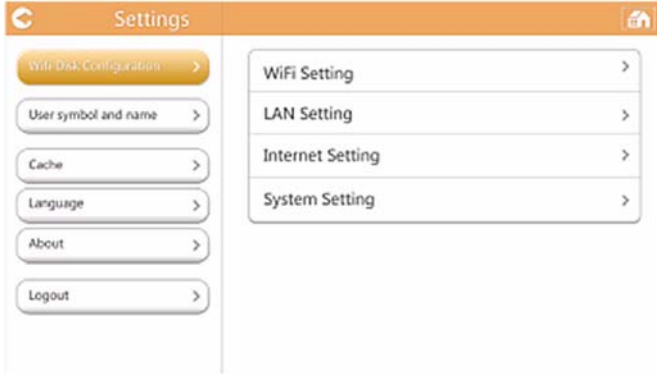 Settings
Wifi-Disk Configuration
User symbol and name
Cache
Language
About
Logout
WiFi Setting
LAN Setting
Internet Setting
System Setting